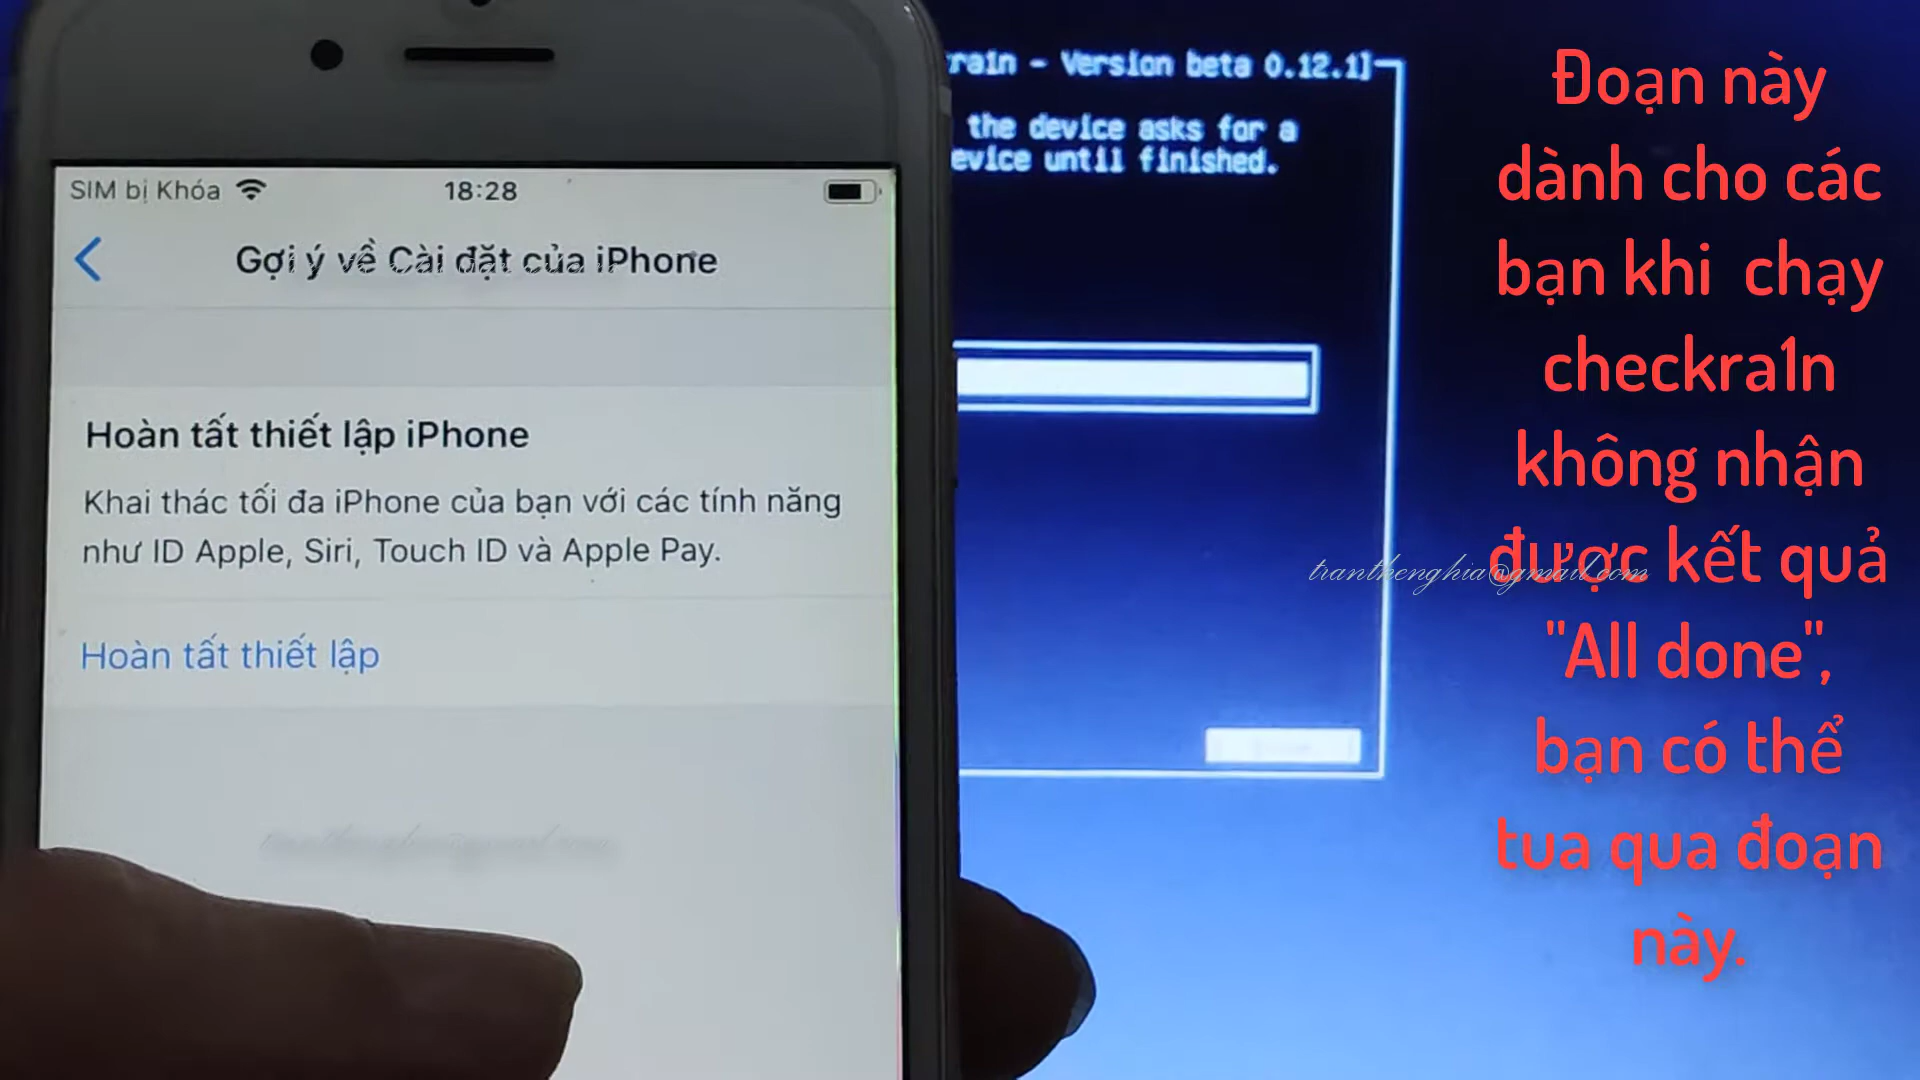 SIM bị Khóa
18:28
Gợi ý về Cài đặt của iPhone
Hoàn tất thiết lập iPhone
Khai thác tối đa iPhone của bạn với các tính năng
như ID Apple, Siri, Touch ID và Apple Pay.
Hoàn tất thiết lập
rain - Version beta 0.12.1]
the device asks for a
evice until finished.
Đoạn này
dành cho các
bạn khi chạy
checkra1n
không nhận
được kết quả
"All done",
bạn có thể
tua qua đoạn
này.
tranthenghia@gmail.com